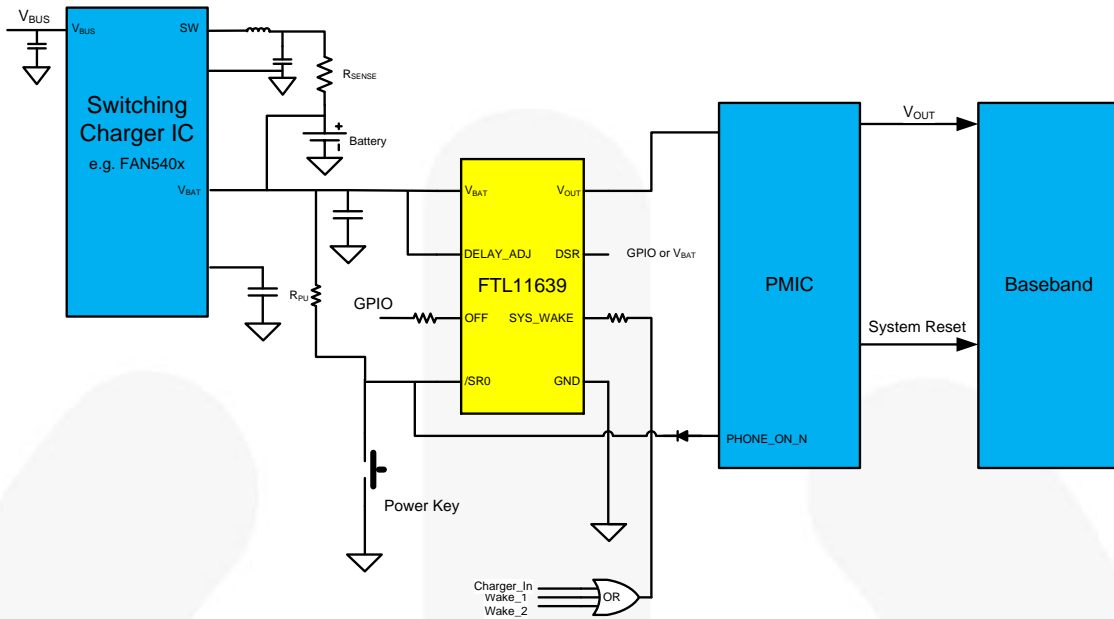 VBUS
VBUS
SW
Switching
Charger IC
e.g. FAN540x
VBAT
RSENSE
+
-
Battery
RPU
GPIO
VBAT
VOUT
DELAY_ADJ
DSR
FTL11639
OFF
SYS_WAKE
/SR0
GND
GPIO or VBAT
Power Key
PMIC
PHONE_ON_N
VOUT
System Reset
Baseband
Charger_In
Wake_1
Wake_2
OR